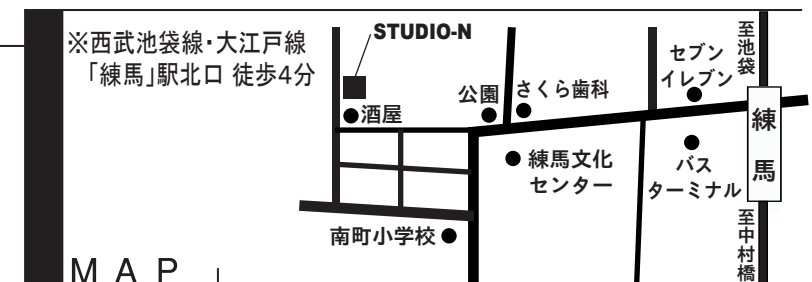 ※西武池袋線・大江戸線
「練馬」駅北口 徒歩4分
STUDIO-N
酒屋
公園
さくら歯科
セブン
イレブン
至池袋
練馬
練馬文化
センター
バス
ターミナル
南町小学校
至中村橋
MAP